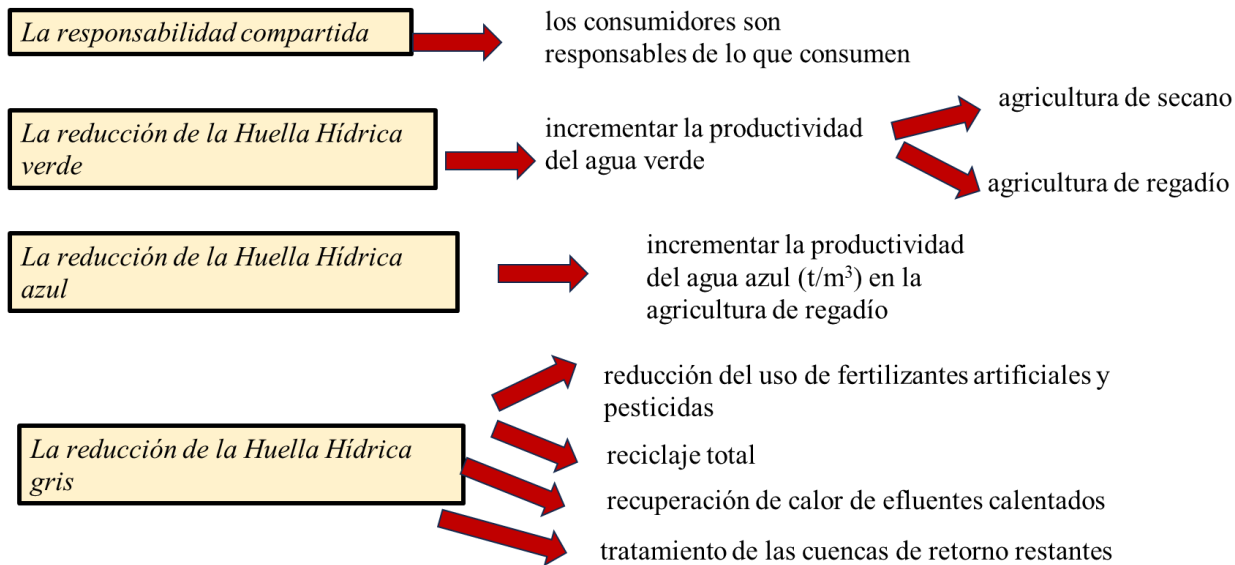 La responsabilidad compartida
los consumidores son
responsables de lo que consumen
La reducción de la Huella Hídrica
verde
incrementar la productividad
del agua verde
agricultura de secano
agricultura de regadío
La reducción de la Huella Hídrica
azul
incrementar la productividad
del agua azul (t/m³) en la
agricultura de regadío
La reducción de la Huella Hídrica
gris
reducción del uso de fertilizantes artificiales y
pesticidas
reciclaje total
recuperación de calor de efluentes calentados
tratamiento de las cuencas de retorno restantes